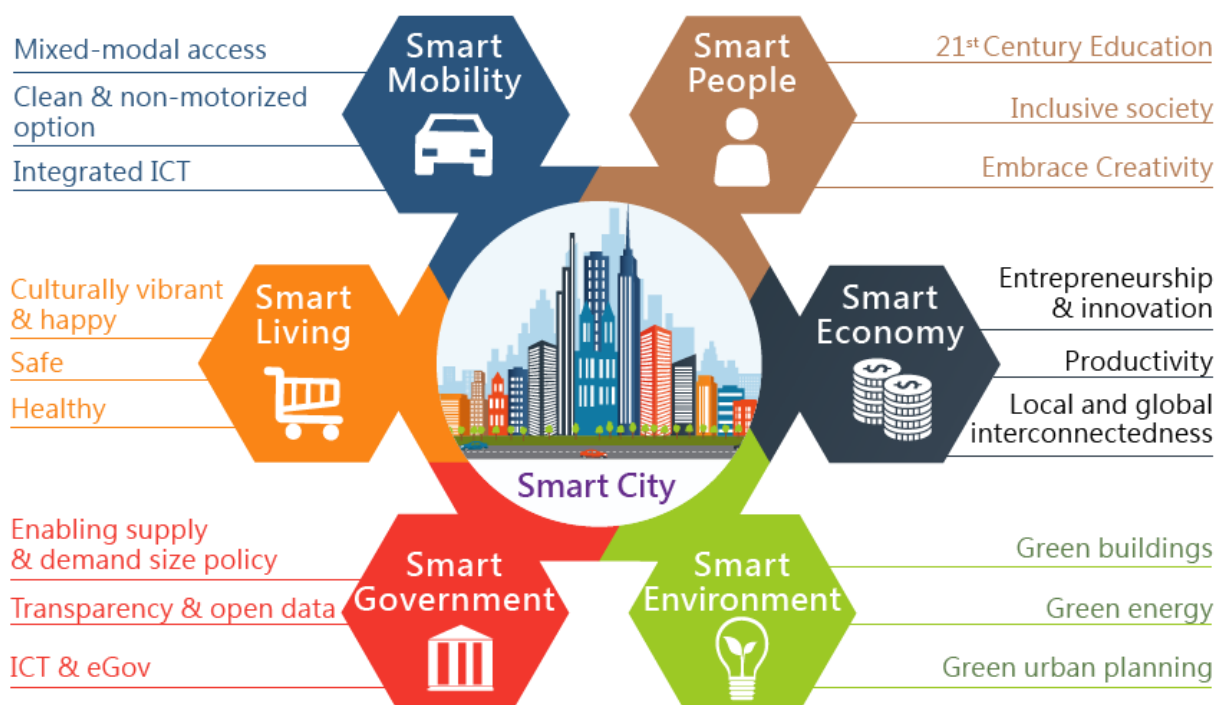 Smart
Mobility
Mixed-modal access
Clean & non-motorized
option
Integrated ICT
Smart
People
21st Century Education
Inclusive society
Embrace Creativity
Smart
Living
Culturally vibrant
& happy
Safe
Healthy
Smart
Economy
Entrepreneurship
& innovation
Productivity
Local and global
interconnectedness
Smart City
Smart
Government
Enabling supply
& demand size policy
Transparency & open data
ICT & eGov
Smart
Environment
Green buildings
Green energy
Green urban planning
$
$